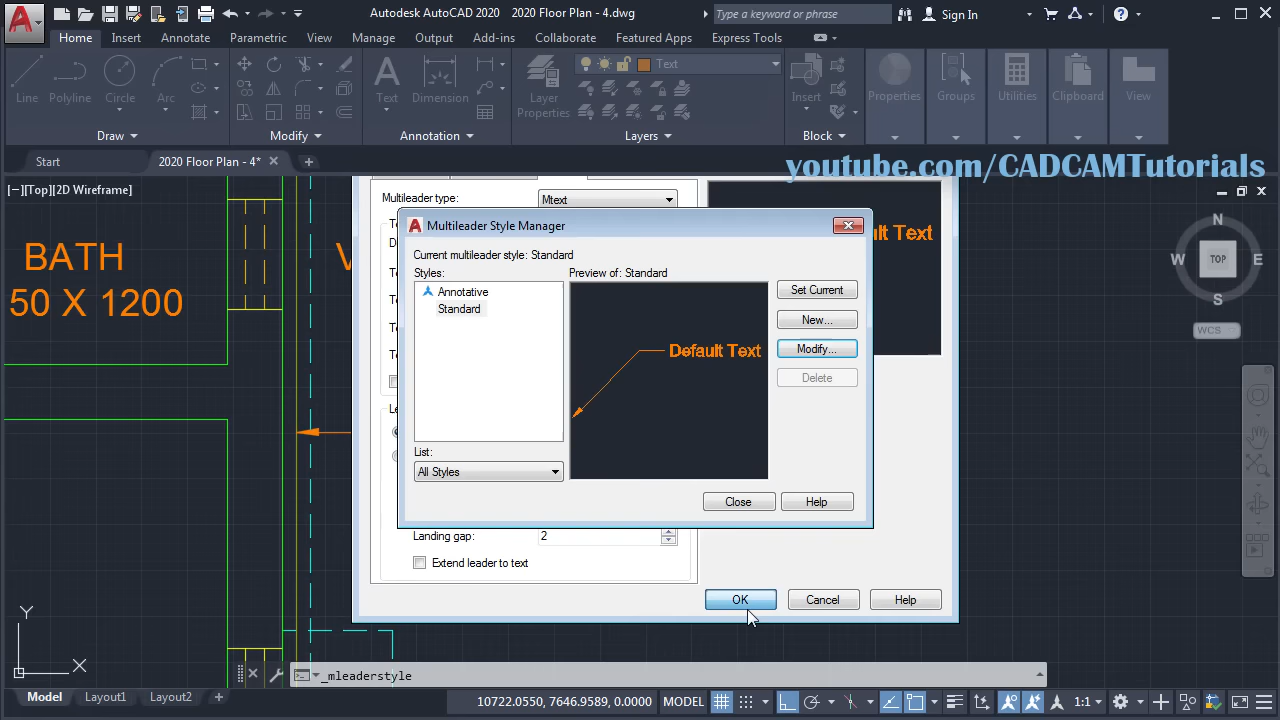 Autodesk AutoCAD 2020 2020 Floor Plan - 4.dwg
Type a keyword or phrase
Sign In
Home Insert Annotate Parametric View Manage Output Add-ins Collaborate Featured Apps Express Tools
Line Polyline Circle Arc
Text Dimension
Layer Properties
Text
Insert
Properties Groups Utilities Clipboard View
Draw Modify Annotation Layers Block
Start 2020 Floor Plan - 4*
youtube.com/CADCAMTutorials
[−][Top][2D Wireframe]
Multileader type: Mtext
Multileader Style Manager
Current multileader style: Standard
Styles: Preview of: Standard
Annotative
Standard
Default Text
Set Current
New...
Modify...
Delete
List:
All Styles
Close Help
Landing gap: 2
Extend leader to text
OK Cancel Help
BATH
50 X 1200
N
W TOP E
S
WCS
Y
X
_mleaderstyle
Model Layout1 Layout2
10722.0550, 7646.9589, 0.0000 MODEL 1:1